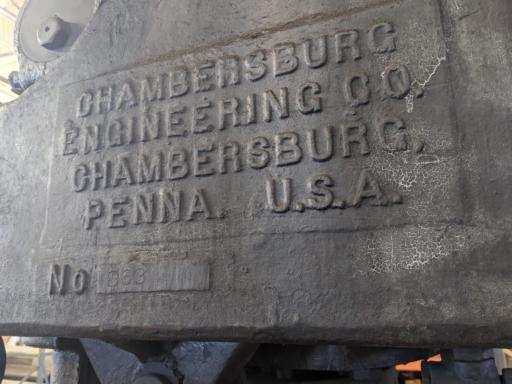 CHAMBERSBURG
ENGINEERING CO.
CHAMBERSBURG,
PENNA. U.S.A.
No